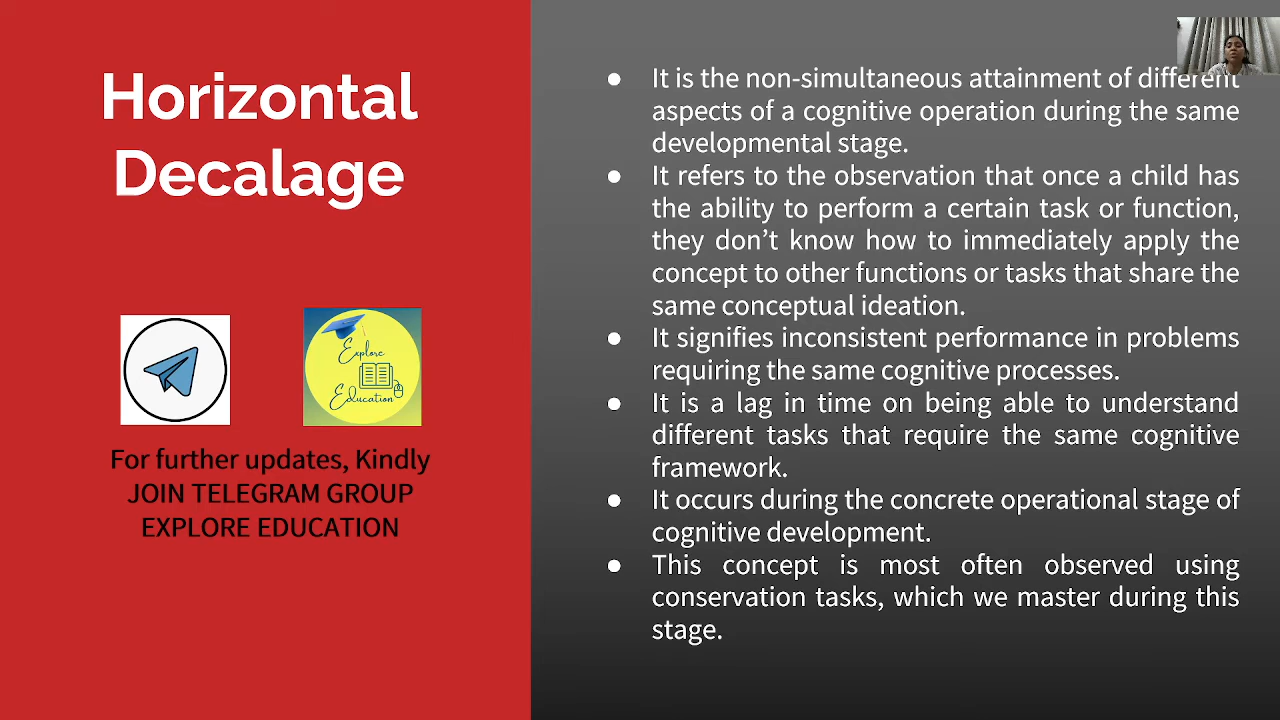 Horizontal
Decalage
Explore
Education
For further updates, Kindly
JOIN TELEGRAM GROUP
EXPLORE EDUCATION
● It is the non-simultaneous attainment of different
aspects of a cognitive operation during the same
developmental stage.
● It refers to the observation that once a child has
the ability to perform a certain task or function,
they don’t know how to immediately apply the
concept to other functions or tasks that share the
same conceptual ideation.
● It signifies inconsistent performance in problems
requiring the same cognitive processes.
● It is a lag in time on being able to understand
different tasks that require the same cognitive
framework.
● It occurs during the concrete operational stage of
cognitive development.
● This concept is most often observed using
conservation tasks, which we master during this
stage.